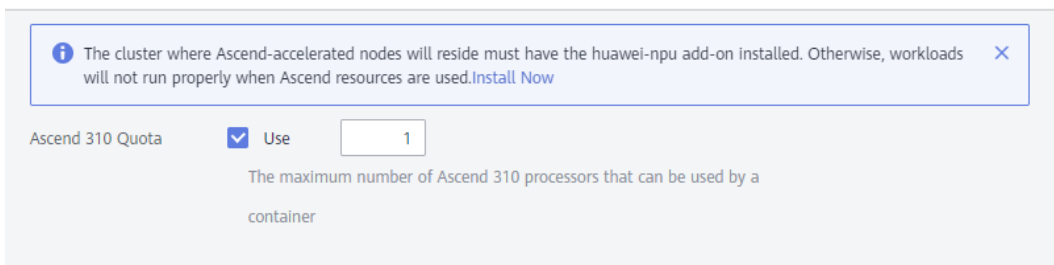 The cluster where Ascend-accelerated nodes will reside must have the huawei-npu add-on installed. Otherwise, workloads
will not run properly when Ascend resources are used.Install Now
Ascend 310 Quota Use 1
The maximum number of Ascend 310 processors that can be used by a
container